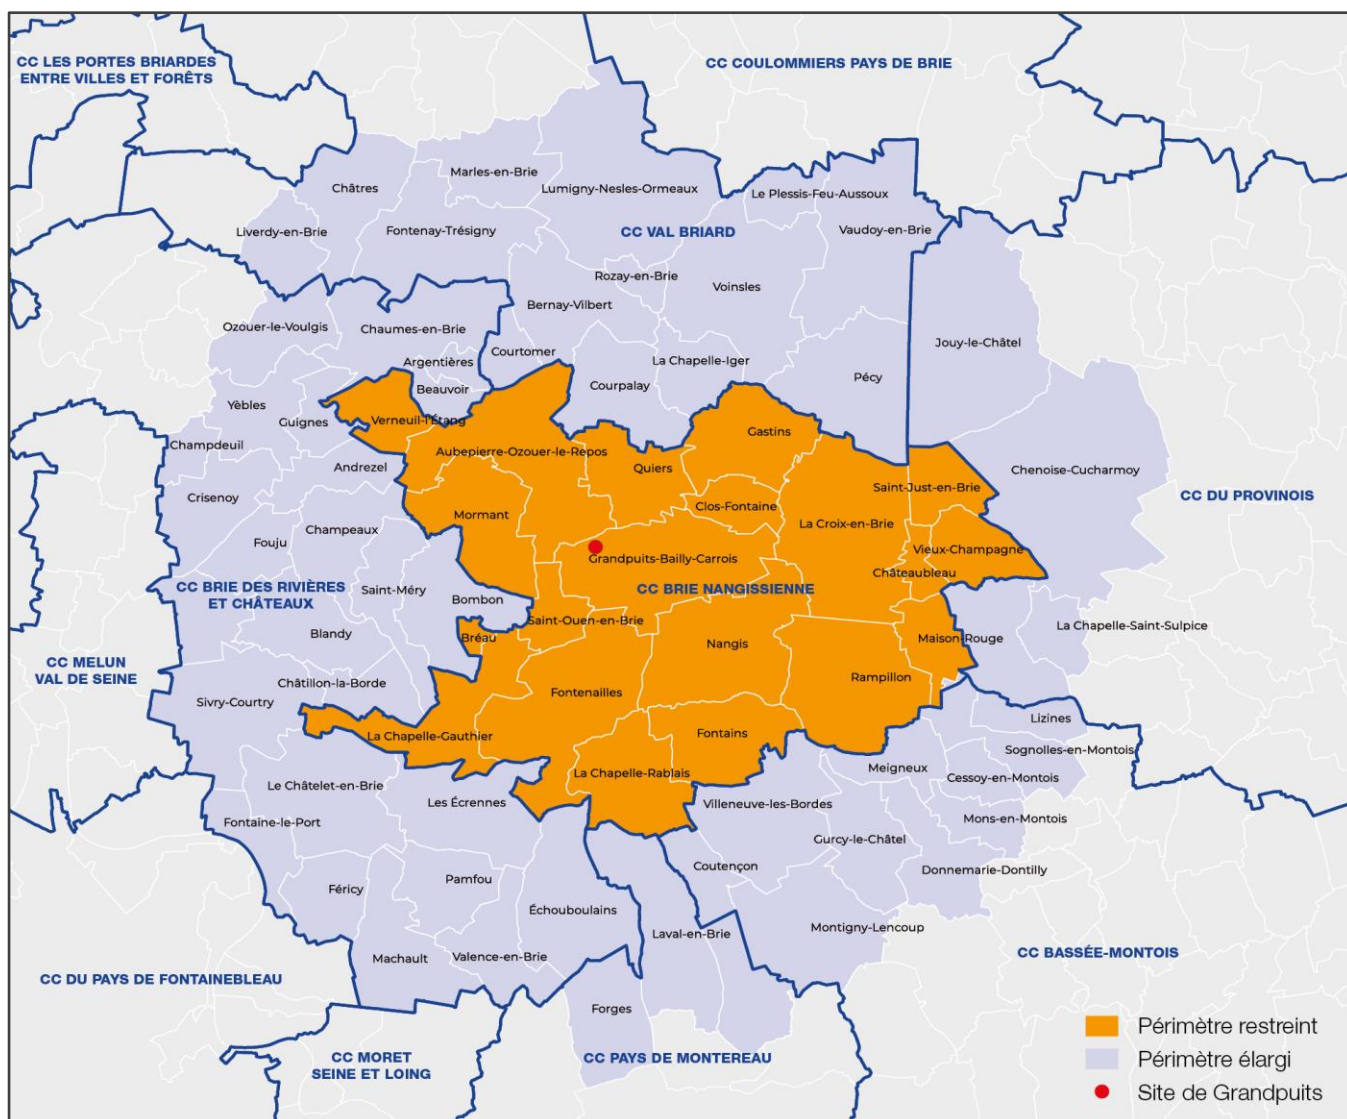 CC LES PORTES BRIARDES
ENTRE VILLES ET FORÊTS
CC COULOMMIERS PAYS DE BRIE
Marles-en-Brie
Châtres
Lumigny-Nesles-Ormeaux
Le Plessis-Feu-Aussoux
Liverdy-en-Brie
Fontenay-Trésigny
CC VAL BRIARD
Vaudoy-en-Brie
Rozay-en-Brie
Voinsles
Bernay-Vilbert
Ozouer-le-Voulgis
Chaumes-en-Brie
Jouy-le-Châtel
Courtomer
La Chapelle-Iger
Argentières
Pécy
Courpalay
Beauvoir
Yèbles
Guignes
Verneuil-l'Étang
Gastins
Champdeuil
Aubepierre-Ozouer-le-Repos
Andrezel
Quiers
Chenoise-Cucharmoy
Saint-Just-en-Brie
Crisenoy
CC DU PROVINOIS
Clos-Fontaine
Mormant
La Croix-en-Brie
Champeaux
Fouju
Vieux-Champagne
Grandpuits-Bailly-Carrois
Châteaubleau
CC BRIE DES RIVIÈRES
ET CHÂTEAUX
Saint-Méry
CC BRIE NANGISSIENNE
Bombon
Saint-Ouen-en-Brie
La Chapelle-Saint-Sulpice
Blandy
Bréau
Maison-Rouge
Nangis
CC MELUN
VAL DE SEINE
Rampillon
Châtillon-la-Borde
Fontenailles
Sivry-Courtry
Lizines
La Chapelle-Gauthier
Fontains
Sognolles-en-Montois
Meigneux
La Chapelle-Rablais
Cessoy-en-Montois
Le Châtelet-en-Brie
Les Écrennes
Villeneuve-les-Bordes
Mons-en-Montois
Fontaine-le-Port
Gurcy-le-Châtel
Coutençon
Donnemarie-Dontilly
Pamfou
Féricy
Échouboulains
Montigny-Lencoup
Laval-en-Brie
CC BASSÉE-MONTOIS
Machault
Valence-en-Brie
CC DU PAYS DE FONTAINEBLEAU
Forges
Périmètre restreint
CC MORET
SEINE ET LOING
CC PAYS DE MONTEREAU
Périmètre élargi
Site de Grandpuits